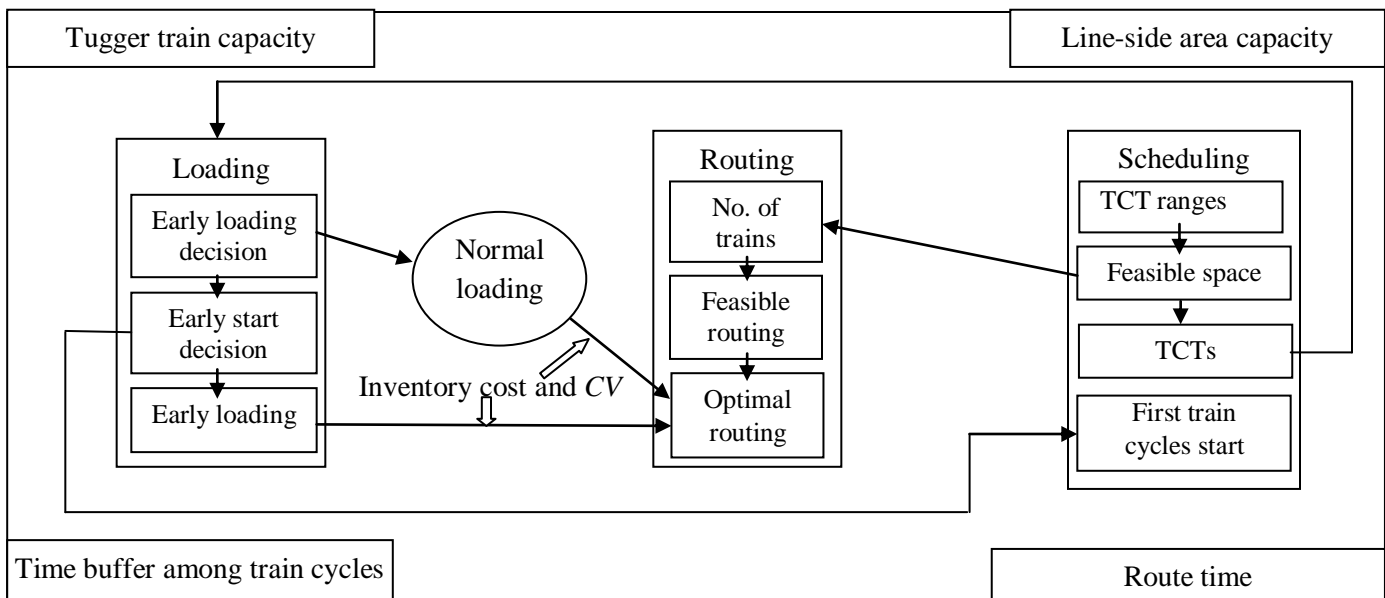 Tugger train capacity
Line-side area capacity
Loading
Early loading
decision
Early start
decision
Early loading
Normal
loading
Inventory cost and CV
Routing
No. of
trains
Feasible
routing
Optimal
routing
Scheduling
TCT ranges
Feasible space
TCTs
First train
cycles start
Time buffer among train cycles
Route time